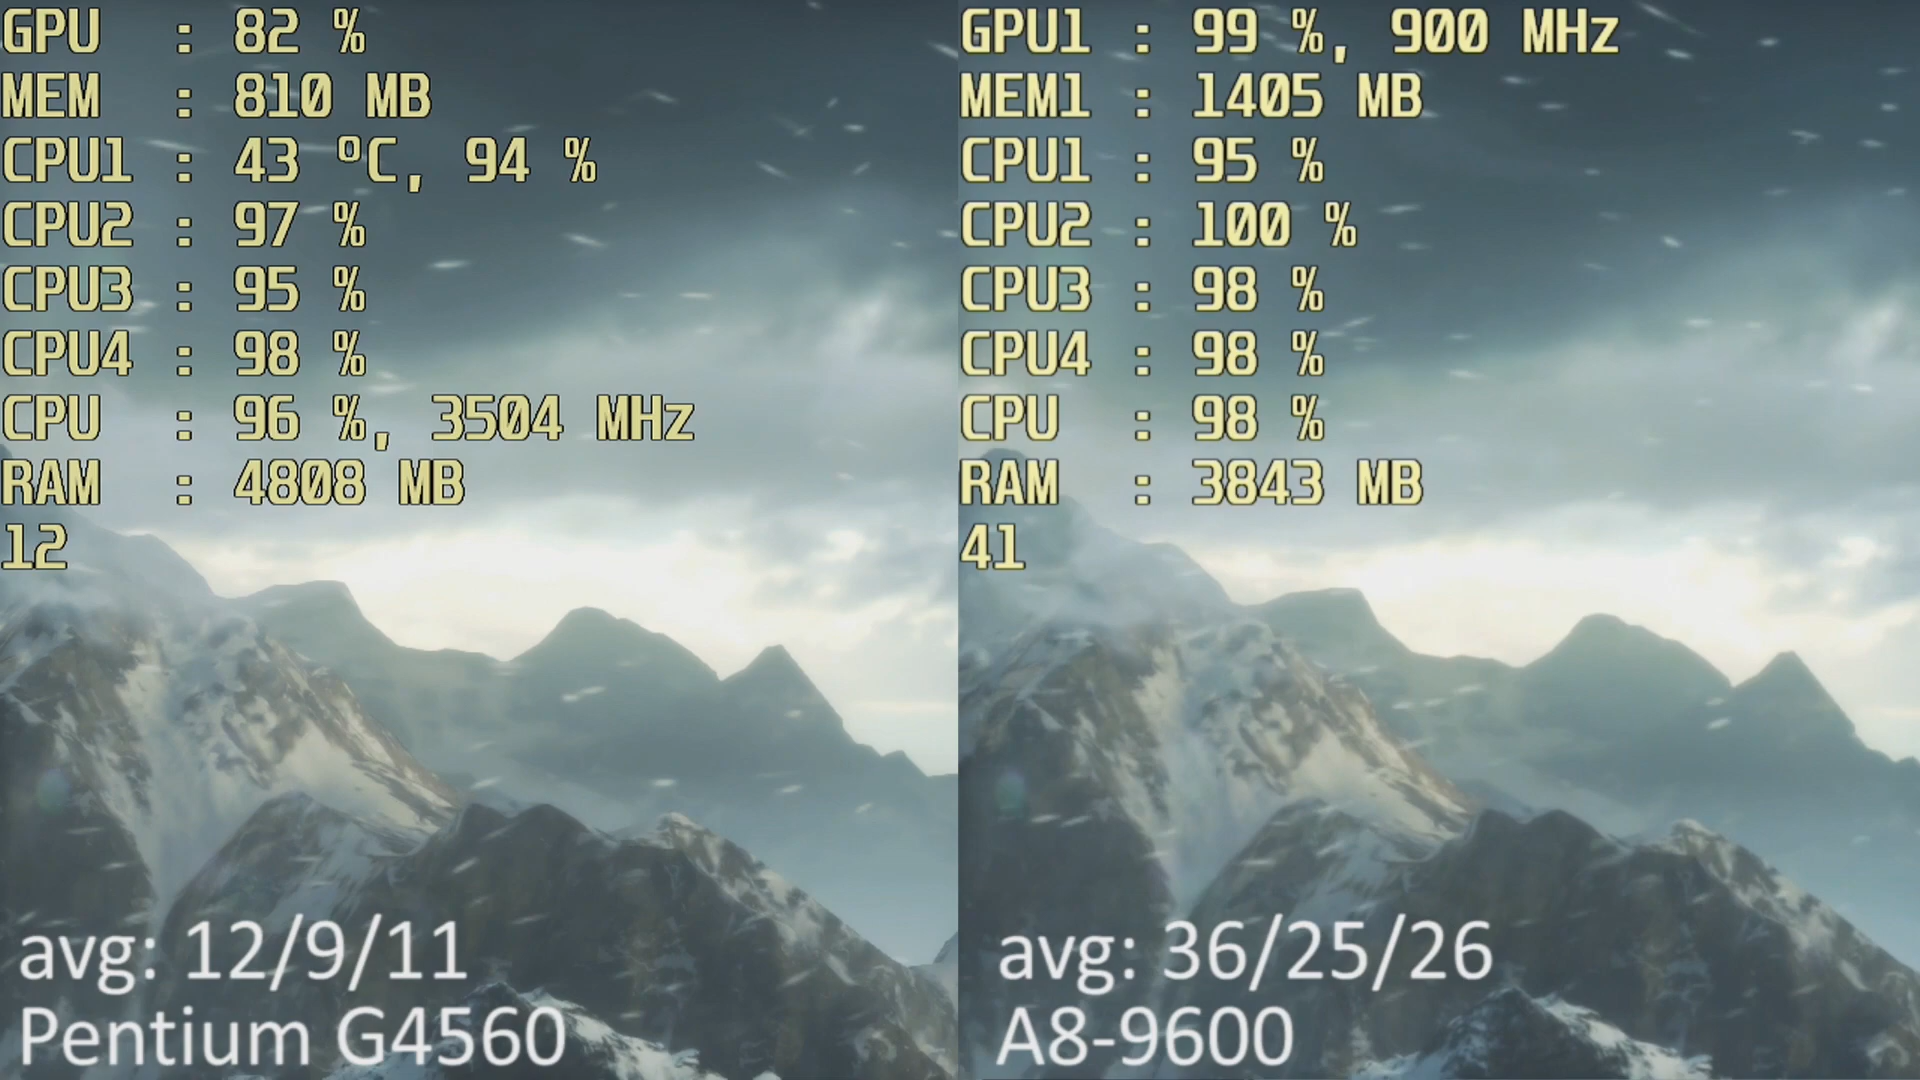 GPU : 82 %
MEM : 810 MB
CPU1 : 43 ºC, 94 %
CPU2 : 97 %
CPU3 : 95 %
CPU4 : 98 %
CPU : 96 %, 3504 MHz
RAM : 4808 MB
12
avg: 12/9/11
Pentium G4560
GPU1 : 99 %, 900 MHz
MEM1 : 1405 MB
CPU1 : 95 %
CPU2 : 100 %
CPU3 : 98 %
CPU4 : 98 %
CPU : 98 %
RAM : 3843 MB
41
avg: 36/25/26
A8-9600